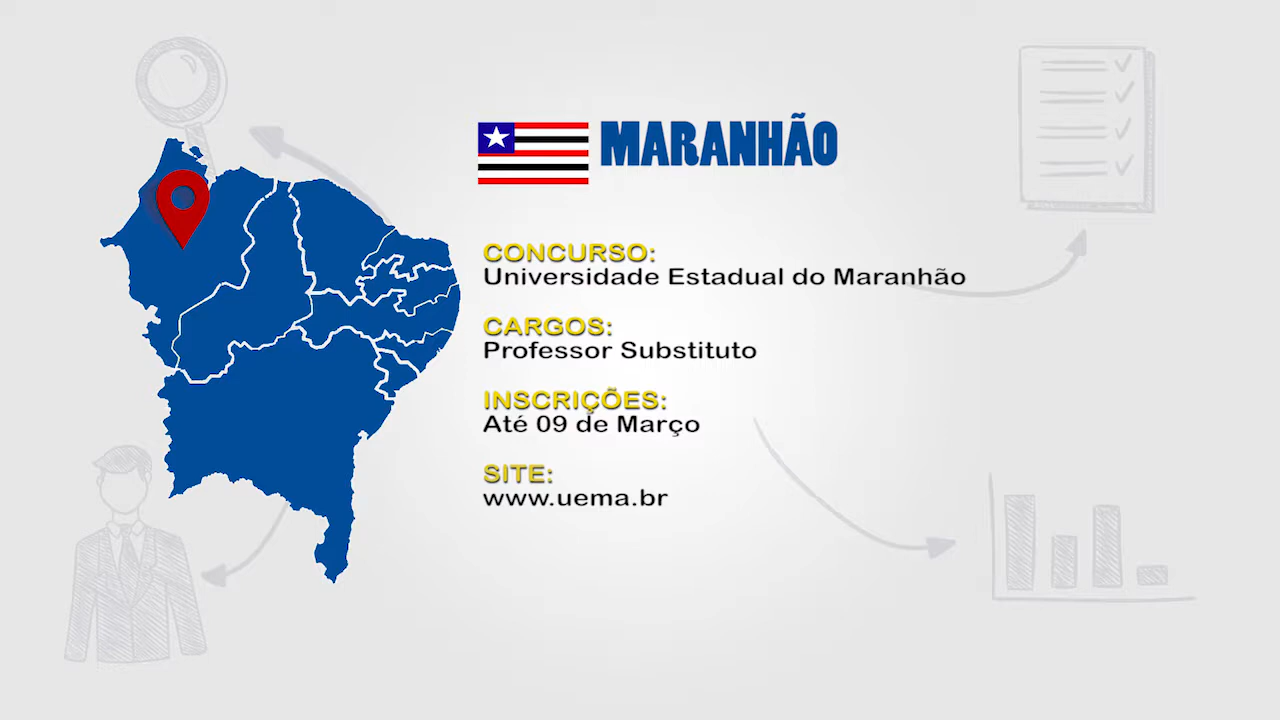 MARANHÃO
CONCURSO:
Universidade Estadual do Maranhão
CARGOS:
Professor Substituto
INSCRIÇÕES:
Até 09 de Março
SITE:
www.uema.br